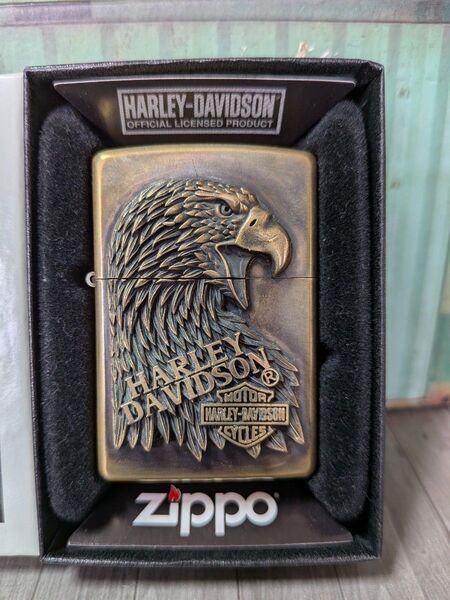 HARLEY-DAVIDSON
OFFICIAL LICENSED PRODUCT
HARLEY
DAVIDSON®
MOTOR
HARLEY-DAVIDSON
CYCLES
zippo